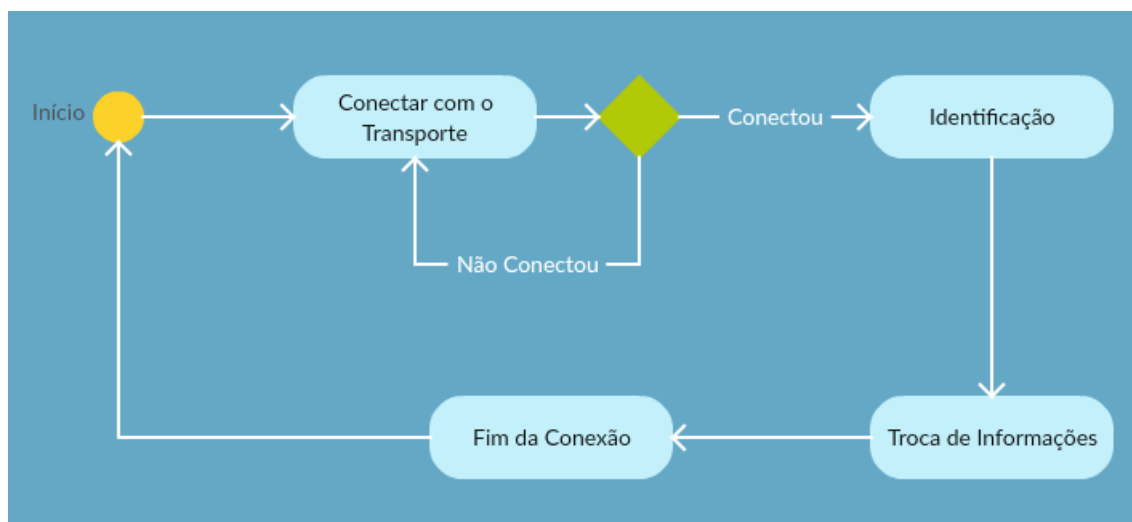 Início
Conectar com o
Transporte
Conectou
Identificação
Não Conectou
Fim da Conexão
Troca de Informações